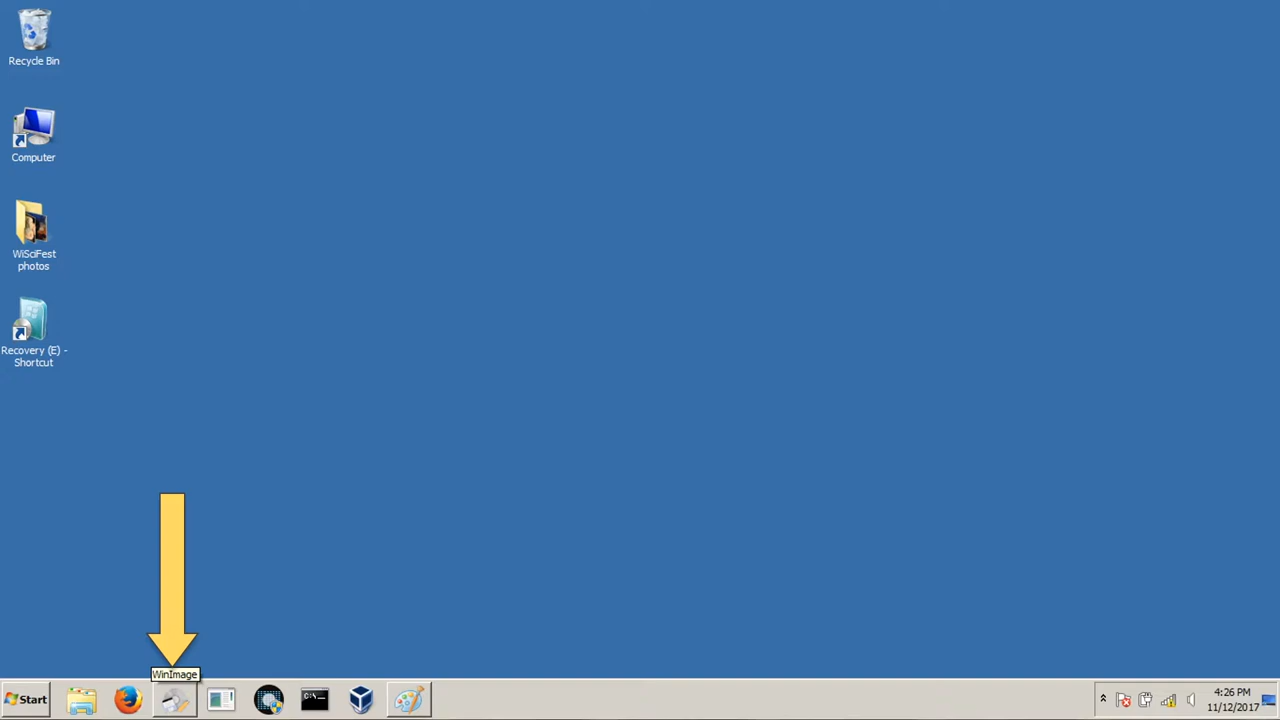 Recycle Bin
Computer
WiSciFest
photos
Recovery (E) -
Shortcut
WinImage
Start
C:\_
4:26 PM
11/12/2017